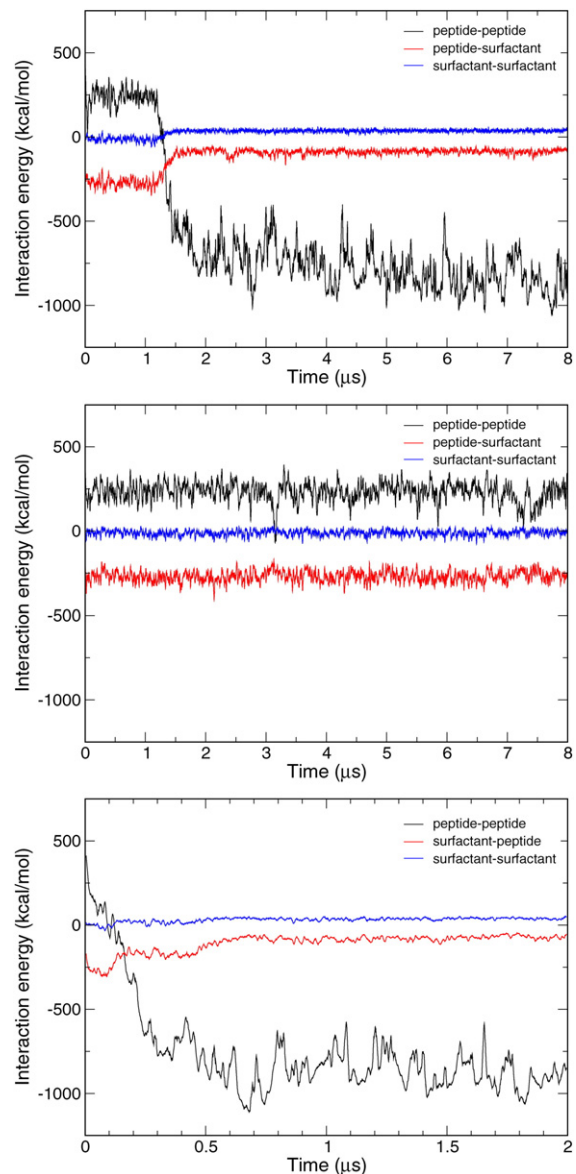 500
0
-500
-1000
Interaction energy (kcal/mol)
peptide-peptide
peptide-surfactant
surfactant-surfactant
0 1 2 3 4 5 6 7 8
Time (μs)
500
0
-500
-1000
Interaction energy (kcal/mol)
peptide-peptide
peptide-surfactant
surfactant-surfactant
0 1 2 3 4 5 6 7 8
Time (μs)
500
0
-500
-1000
Interaction energy (kcal/mol)
peptide-peptide
surfactant-peptide
surfactant-surfactant
0 0.5 1 1.5 2
Time (μs)